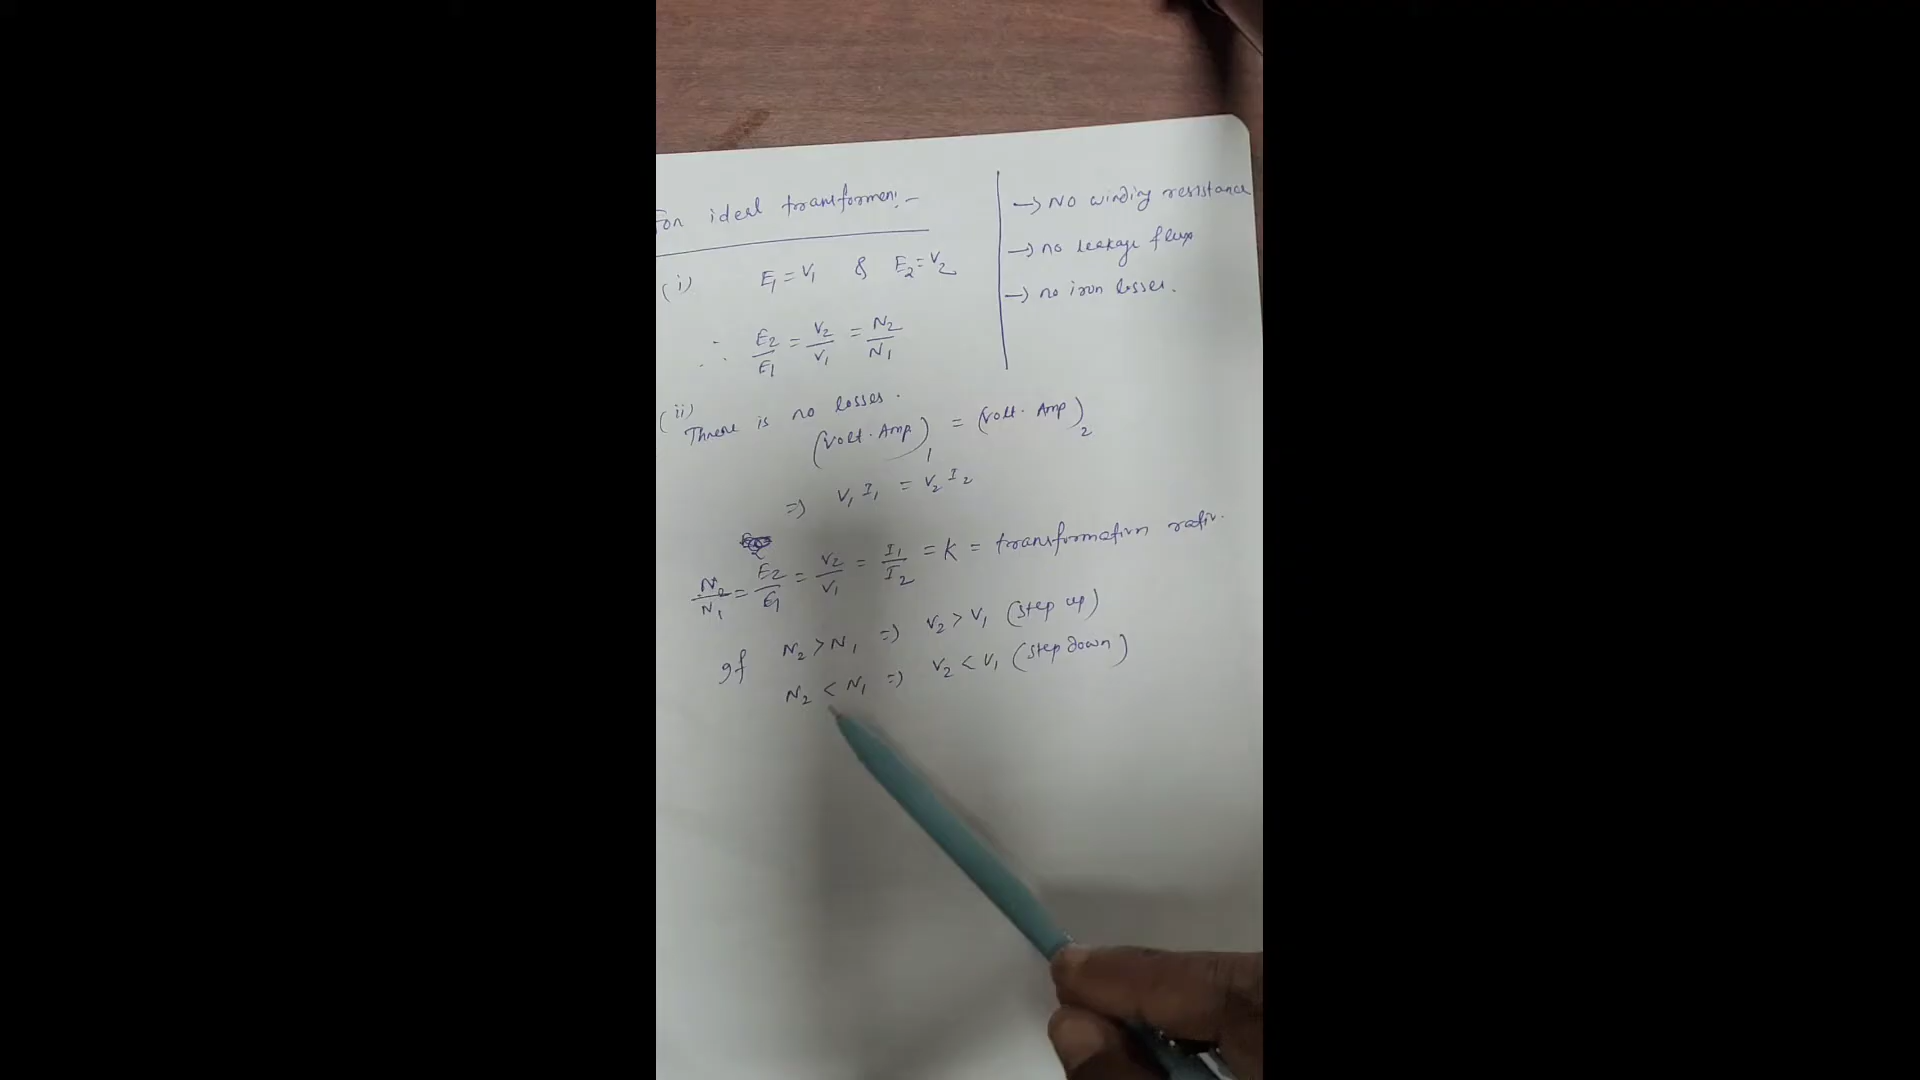 For ideal transformer:-
(i) E₁ = V₁ & E₂ = V₂
∴ E₂/E₁ = V₂/V₁ = N₂/N₁
→ NO winding resistance
→ no leakage flux
→ no iron losses.
(ii) There is no losses.
(Volt. Amp)₁ = (Volt. Amp)₂
=> V₁ I₁ = V₂ I₂
N₂/N₁ = E₂/E₁ = V₂/V₁ = I₁/I₂ = K = transformation ratio.
If N₂ > N₁ => V₂ > V₁ (Step up)
N₂ < N₁ => V₂ < V₁ (Step down)